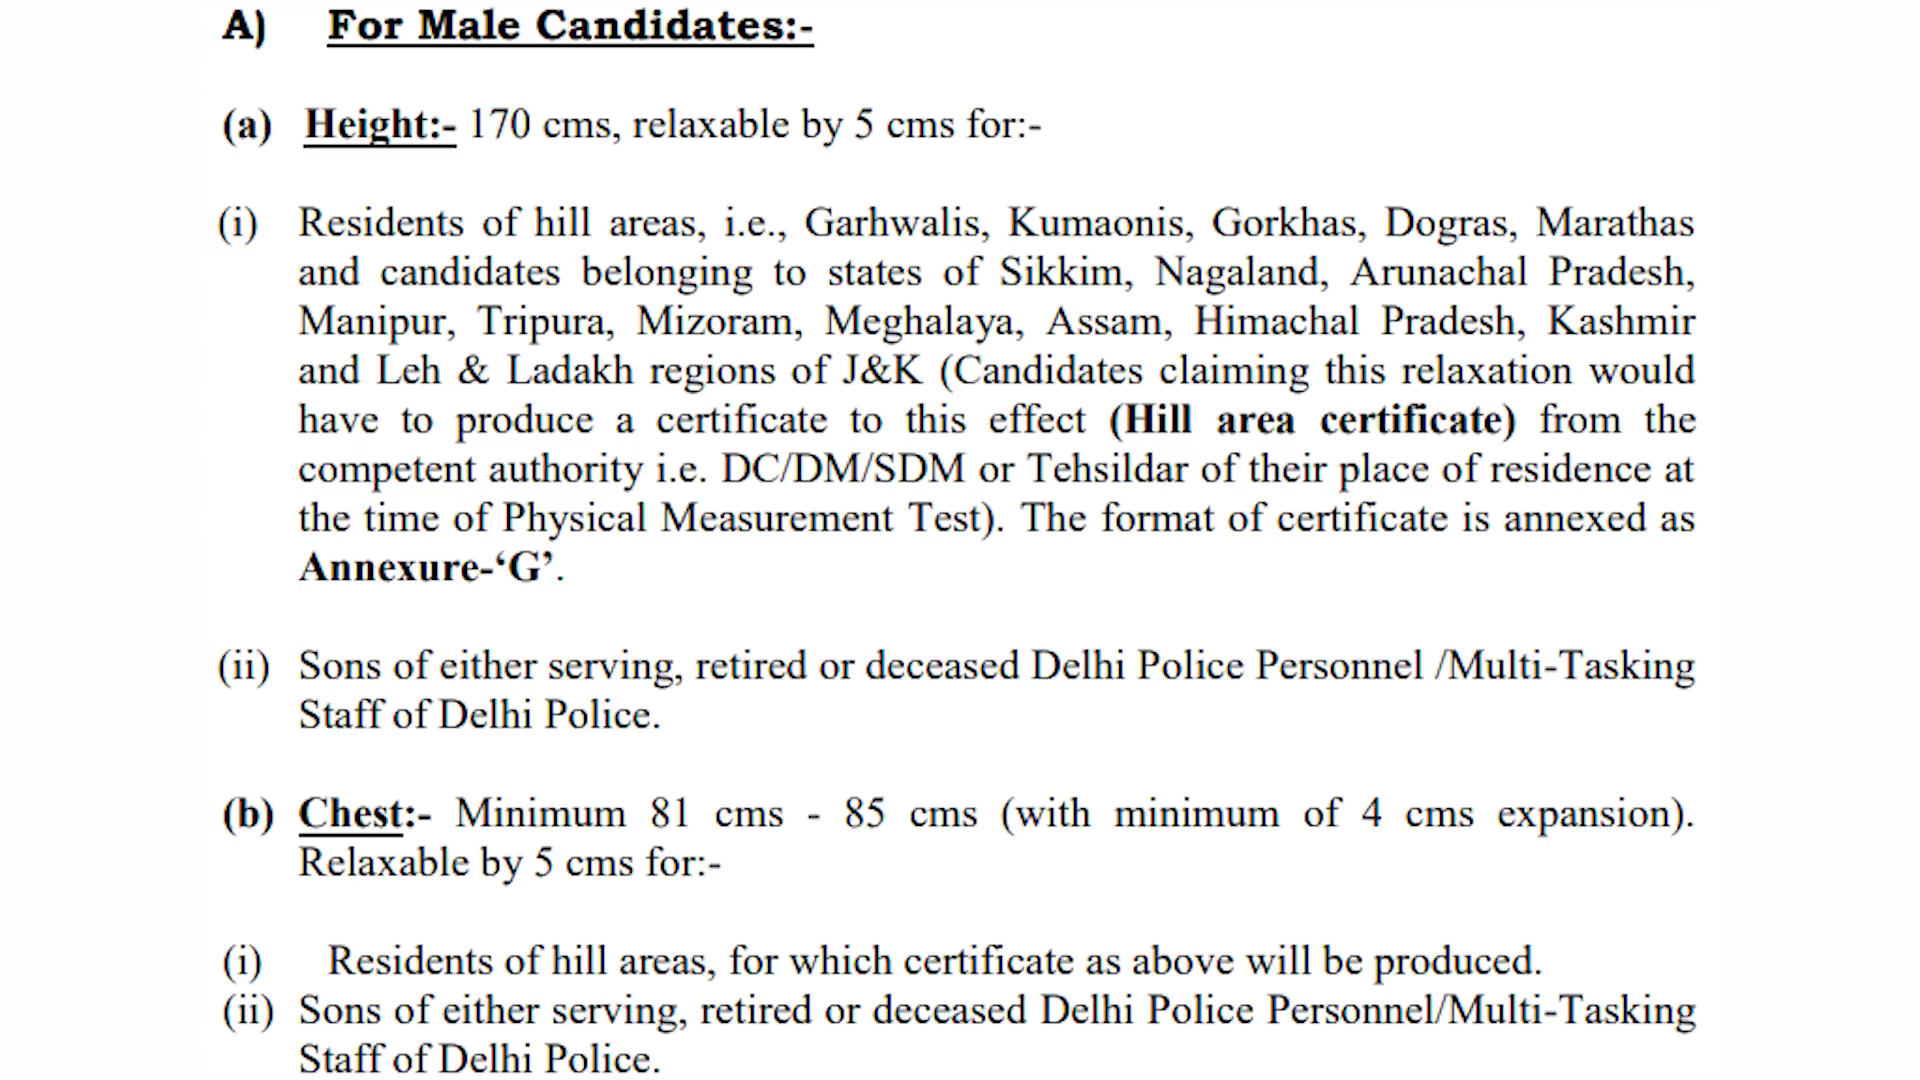 A) For Male Candidates:-
(a) Height:- 170 cms, relaxable by 5 cms for:-
(i) Residents of hill areas, i.e., Garhwalis, Kumaonis, Gorkhas, Dogras, Marathas
and candidates belonging to states of Sikkim, Nagaland, Arunachal Pradesh,
Manipur, Tripura, Mizoram, Meghalaya, Assam, Himachal Pradesh, Kashmir
and Leh & Ladakh regions of J&K (Candidates claiming this relaxation would
have to produce a certificate to this effect (Hill area certificate) from the
competent authority i.e. DC/DM/SDM or Tehsildar of their place of residence at
the time of Physical Measurement Test). The format of certificate is annexed as
Annexure-‘G’.
(ii) Sons of either serving, retired or deceased Delhi Police Personnel /Multi-Tasking
Staff of Delhi Police.
(b) Chest:- Minimum 81 cms - 85 cms (with minimum of 4 cms expansion).
Relaxable by 5 cms for:-
(i) Residents of hill areas, for which certificate as above will be produced.
(ii) Sons of either serving, retired or deceased Delhi Police Personnel/Multi-Tasking
Staff of Delhi Police.